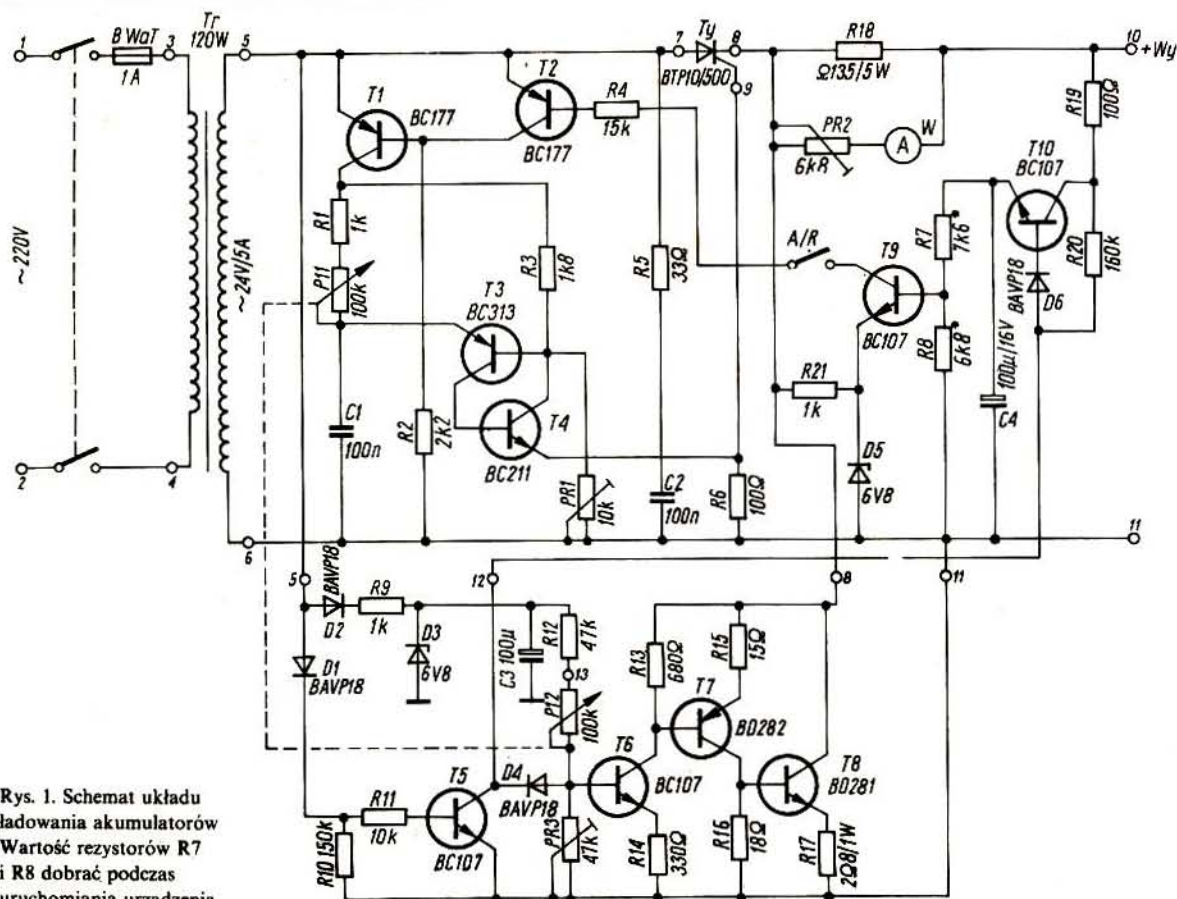 1
B WaT
1A
3
Tr
120W
5
~220V
~24V/5A
2
4
6
T1
BC177
T2
BC177
R4
15k
7
Ty
8
BTP10/500
9
R18
Ω135/5W
10
+Wy
PR2
6k8
A
W
R19
100Ω
T10
BC107
R20
160k
BAVP18
D6
R1
1k
P11
100k
R3
1k8
T3
BC313
T4
BC211
C1
100n
R2
2k2
PR1
10k
R5
33Ω
C2
100n
R6
100Ω
A/R
T9
BC107
R7*
7k6
R8*
6k8
100μ/16V
C4
R21
1k
D5
6V8
11
5
BAVP18
D2
R9
1k
D3
6V8
D1
BAVP18
C3 100μ
R12
47k
13
P12
100k
12
8
11
R13
680Ω
R15
15Ω
T7
BD282
T6
BC107
T8
BD281
R10 150k
R11
10k
T5
BC107
D4
BAVP18
PR3
47k
R14
330Ω
R16
18Ω
R17
2Ω8/1W
Rys. 1. Schemat układu
ładowania akumulatorów
Wartość rezystorów R7
i R8 dobrać podczas
uruchomiania urządzenia